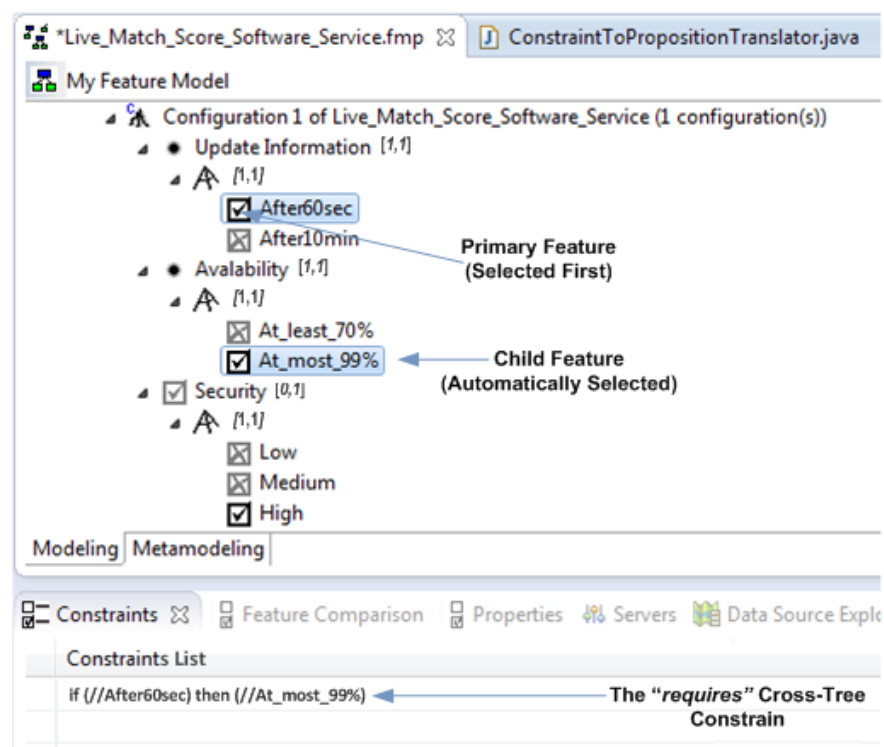 *Live_Match_Score_Software_Service.fmp
ConstraintToPropositionTranslator.java
My Feature Model
Configuration 1 of Live_Match_Score_Software_Service (1 configuration(s))
Update Information [1,1]
[1,1]
After60sec
After10min
Primary Feature
(Selected First)
Avalability [1,1]
[1,1]
At_least_70%
At_most_99%
Child Feature
(Automatically Selected)
Security [0,1]
[1,1]
Low
Medium
High
Modeling Metamodeling
Constraints Feature Comparison Properties Servers Data Source Explo
Constraints List
if (//After60sec) then (//At_most_99%)
The “requires” Cross-Tree
Constrain